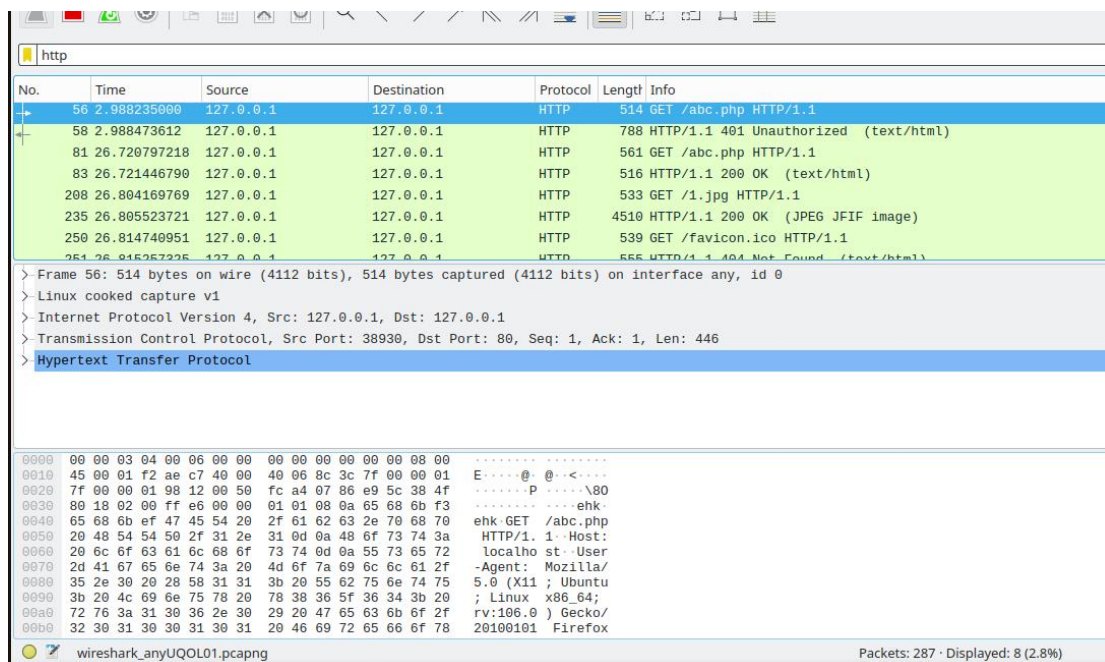 http
No. Time Source Destination Protocol Length Info
56 2.988235000 127.0.0.1 127.0.0.1 HTTP 514 GET /abc.php HTTP/1.1
58 2.988473612 127.0.0.1 127.0.0.1 HTTP 788 HTTP/1.1 401 Unauthorized (text/html)
81 26.720797218 127.0.0.1 127.0.0.1 HTTP 561 GET /abc.php HTTP/1.1
83 26.721446790 127.0.0.1 127.0.0.1 HTTP 516 HTTP/1.1 200 OK (text/html)
208 26.804169769 127.0.0.1 127.0.0.1 HTTP 533 GET /1.jpg HTTP/1.1
235 26.805523721 127.0.0.1 127.0.0.1 HTTP 4510 HTTP/1.1 200 OK (JPEG JFIF image)
250 26.814740951 127.0.0.1 127.0.0.1 HTTP 539 GET /favicon.ico HTTP/1.1
251 26.815257325 127.0.0.1 127.0.0.1 HTTP 555 HTTP/1.1 404 Not Found (text/html)
Frame 56: 514 bytes on wire (4112 bits), 514 bytes captured (4112 bits) on interface any, id 0
Linux cooked capture v1
Internet Protocol Version 4, Src: 127.0.0.1, Dst: 127.0.0.1
Transmission Control Protocol, Src Port: 38930, Dst Port: 80, Seq: 1, Ack: 1, Len: 446
Hypertext Transfer Protocol
0000 00 00 03 04 00 06 00 00 00 00 00 00 00 00 08 00 ········ ········
0010 45 00 01 f2 ae c7 40 00 40 06 8c 3c 7f 00 00 01 E·····@· @··<····
0020 7f 00 00 01 98 12 00 50 fc a4 07 86 e9 5c 38 4f ·······P ·····\8O
0030 80 18 02 00 ff e6 00 00 01 01 08 0a 65 68 6b f3 ········ ····ehk·
0040 65 68 6b ef 47 45 54 20 2f 61 62 63 2e 70 68 70 ehk·GET /abc.php
0050 20 48 54 54 50 2f 31 2e 31 0d 0a 48 6f 73 74 3a HTTP/1. 1··Host:
0060 20 6c 6f 63 61 6c 68 6f 73 74 0d 0a 55 73 65 72 localho st··User
0070 2d 41 67 65 6e 74 3a 20 4d 6f 7a 69 6c 6c 61 2f -Agent: Mozilla/
0080 35 2e 30 20 28 58 31 31 3b 20 55 62 75 6e 74 75 5.0 (X11 ; Ubuntu
0090 3b 20 4c 69 6e 75 78 20 78 38 36 5f 36 34 3b 20 ; Linux x86_64;
00a0 72 76 3a 31 30 36 2e 30 29 20 47 65 63 6b 6f 2f rv:106.0 ) Gecko/
00b0 32 30 31 30 30 31 30 31 20 46 69 72 65 66 6f 78 20100101 Firefox
wireshark_anyUQOL01.pcapng Packets: 287 · Displayed: 8 (2.8%)